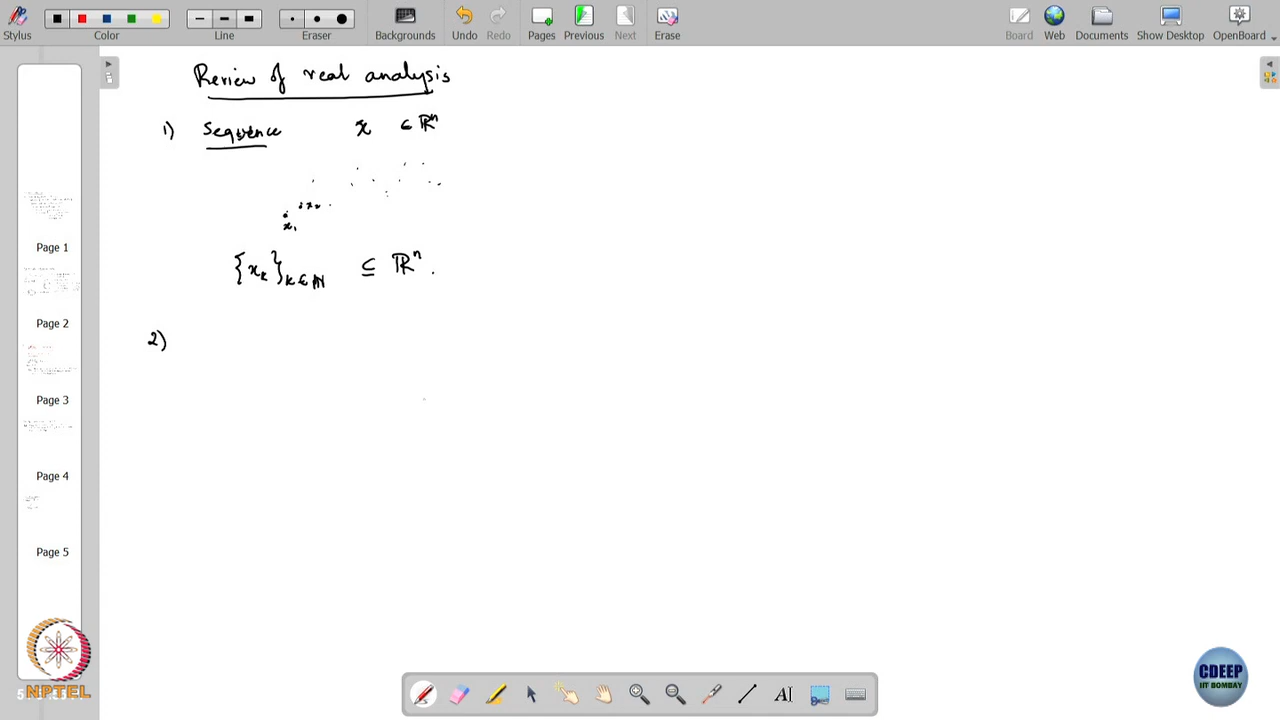 Stylus
Color
Line
Eraser
Backgrounds
Undo
Redo
Pages
Previous
Next
Erase
Board
Web
Documents
Show Desktop
OpenBoard
Review of real analysis
1) Sequence x ∈ ℝⁿ
x₂
x₁
{xₖ}ₖ∈ℕ ⊆ ℝⁿ.
2)
Page 1
Page 2
Page 3
Page 4
Page 5
NPTEL
CDEEP
IIT BOMBAY